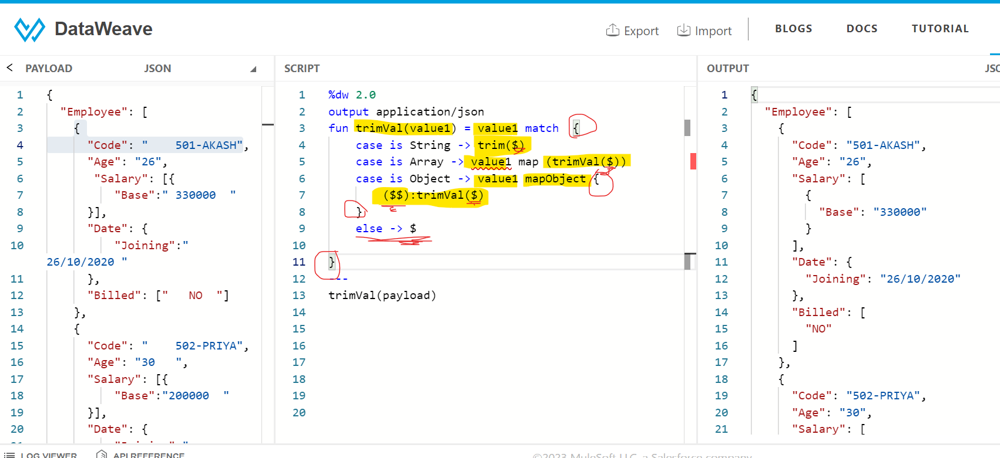 DataWeave
Export
Import
BLOGS
DOCS
TUTORIAL
< PAYLOAD
JSON
1 {
2 "Employee": [
3 {
4 "Code": "    501-AKASH",
5 "Age": "26",
6 "Salary": [{
7 "Base":" 330000  "
8 }],
9 "Date": {
10 "Joining":"
26/10/2020 "
11 },
12 "Billed": ["   NO  "]
13 },
14 {
15 "Code": "    502-PRIYA",
16 "Age": "30   ",
17 "Salary": [{
18 "Base":"200000  "
19 }],
20 "Date": {
SCRIPT
1 %dw 2.0
2 output application/json
3 fun trimVal(value1) = value1 match {
4 case is String -> trim($)
5 case is Array -> value1 map (trimVal($))
6 case is Object -> value1 mapObject {
7 ($$):trimVal($)
8 }
9 else -> $
10
11 }
12 ---
13 trimVal(payload)
14
15
16
17
18
19
20
OUTPUT
1 {
2 "Employee": [
3 {
4 "Code": "501-AKASH",
5 "Age": "26",
6 "Salary": [
7 {
8 "Base": "330000"
9 }
10 ],
11 "Date": {
12 "Joining": "26/10/2020"
13 },
14 "Billed": [
15 "NO"
16 ]
17 },
18 {
19 "Code": "502-PRIYA",
20 "Age": "30",
21 "Salary": [
LOG VIEWER
API REFERENCE
©2023 MuleSoft LLC, a Salesforce company